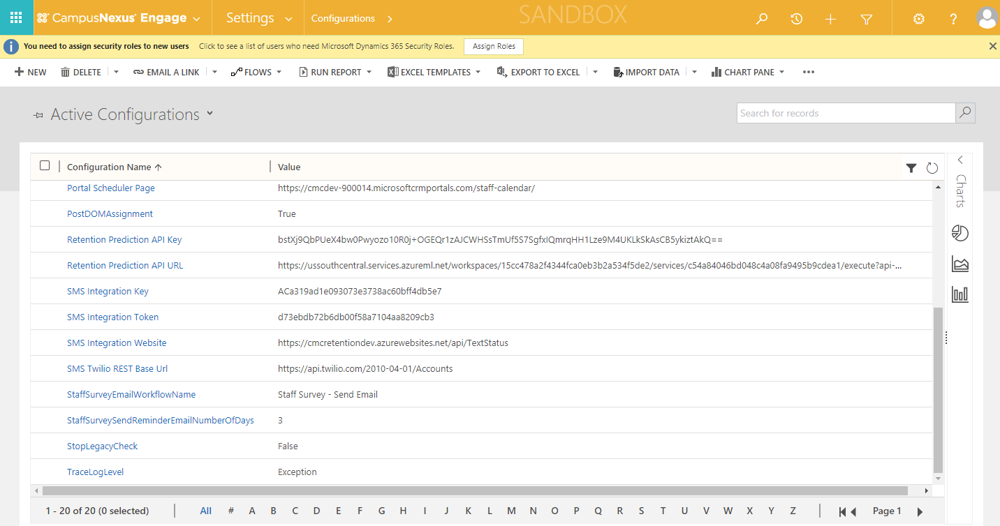 CampusNexus® Engage Settings Configurations SANDBOX ?
You need to assign security roles to new users Click to see a list of users who need Microsoft Dynamics 365 Security Roles. Assign Roles
NEW DELETE EMAIL A LINK FLOWS RUN REPORT EXCEL TEMPLATES EXPORT TO EXCEL IMPORT DATA CHART PANE
Active Configurations Search for records
Configuration Name Value
Charts
Portal Scheduler Page https://cmcdev-900014.microsoftcrmportals.com/staff-calendar/
PostDOMAssignment True
Retention Prediction API Key bstXj9QbPUeX4bw0Pwyozo10R0j+OGEQr1zAJCWHSsTmUf5S7SgfxIQmrqHH1Lze9M4UKLkSkAsCB5ykiztAkQ==
Retention Prediction API URL https://ussouthcentral.services.azureml.net/workspaces/15cc478a2f4344fca0eb3b2a534f5de2/services/c54a84046bd048c4a08fa9495b9cdea1/execute?api-...
SMS Integration Key ACa319ad1e093073e3738ac60bff4db5e7
SMS Integration Token d73ebdb72b6db00f58a7104aa8209cb3
SMS Integration Website https://cmcretentiondev.azurewebsites.net/api/TextStatus
SMS Twilio REST Base Url https://api.twilio.com/2010-04-01/Accounts
StaffSurveyEmailWorkflowName Staff Survey - Send Email
StaffSurveySendReminderEmailNumberOfDays 3
StopLegacyCheck False
TraceLogLevel Exception
1 - 20 of 20 (0 selected) All # A B C D E F G H I J K L M N O P Q R S T U V W X Y Z Page 1